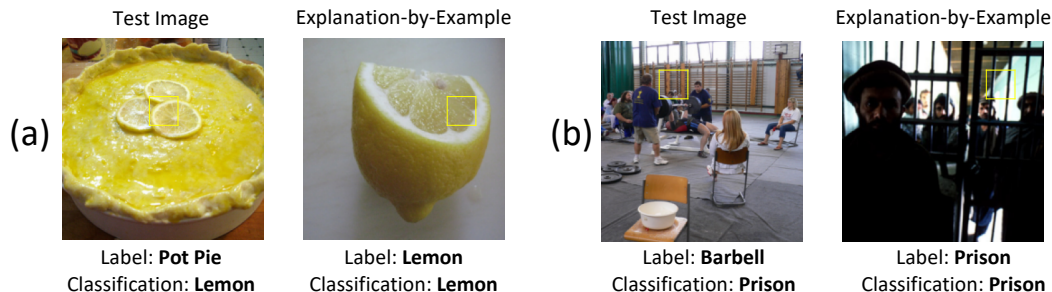 Test Image
Explanation-by-Example
Test Image
Explanation-by-Example
(a)
(b)
Label: Pot Pie
Classification: Lemon
Label: Lemon
Classification: Lemon
Label: Barbell
Classification: Prison
Label: Prison
Classification: Prison